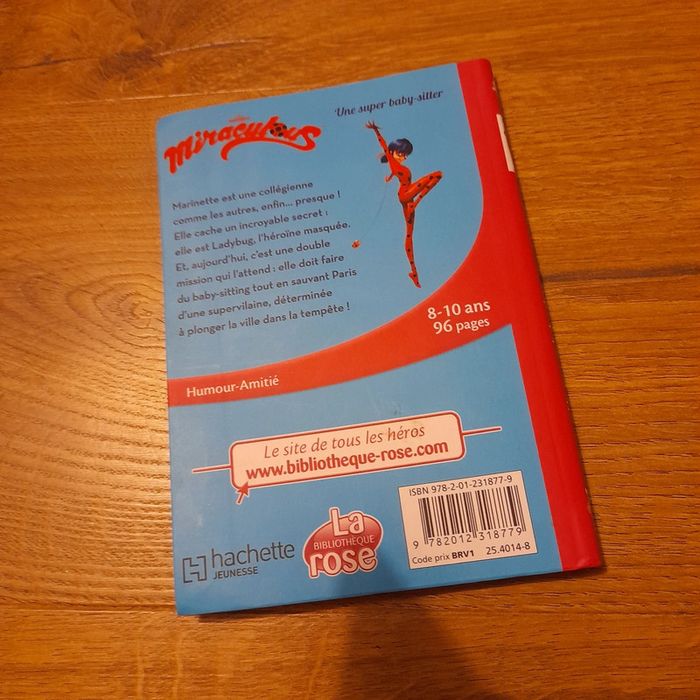 Miraculous
Une super baby-sitter
Marinette est une collégienne
comme les autres, enfin... presque !
Elle cache un incroyable secret :
elle est Ladybug, l'héroïne masquée.
Et, aujourd'hui, c'est une double
mission qui l'attend : elle doit faire
du baby-sitting tout en sauvant Paris
d'une supervilaine, déterminée
à plonger la ville dans la tempête !
8-10 ans
96 pages
Humour-Amitié
Le site de tous les héros
www.bibliotheque-rose.com
ISBN 978-2-01-231877-9
9 782012 318779
Code prix BRV1 25.4014-8
hachette
JEUNESSE
La
BIBLIOTHÈQUE
rose